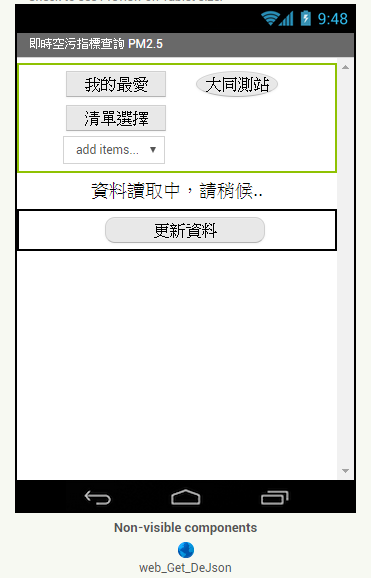 9:48
即時空污指標查詢 PM2.5
我的最愛 大同測站
清單選擇
add items...
資料讀取中，請稍候..
更新資料
Non-visible components
web_Get_DeJson